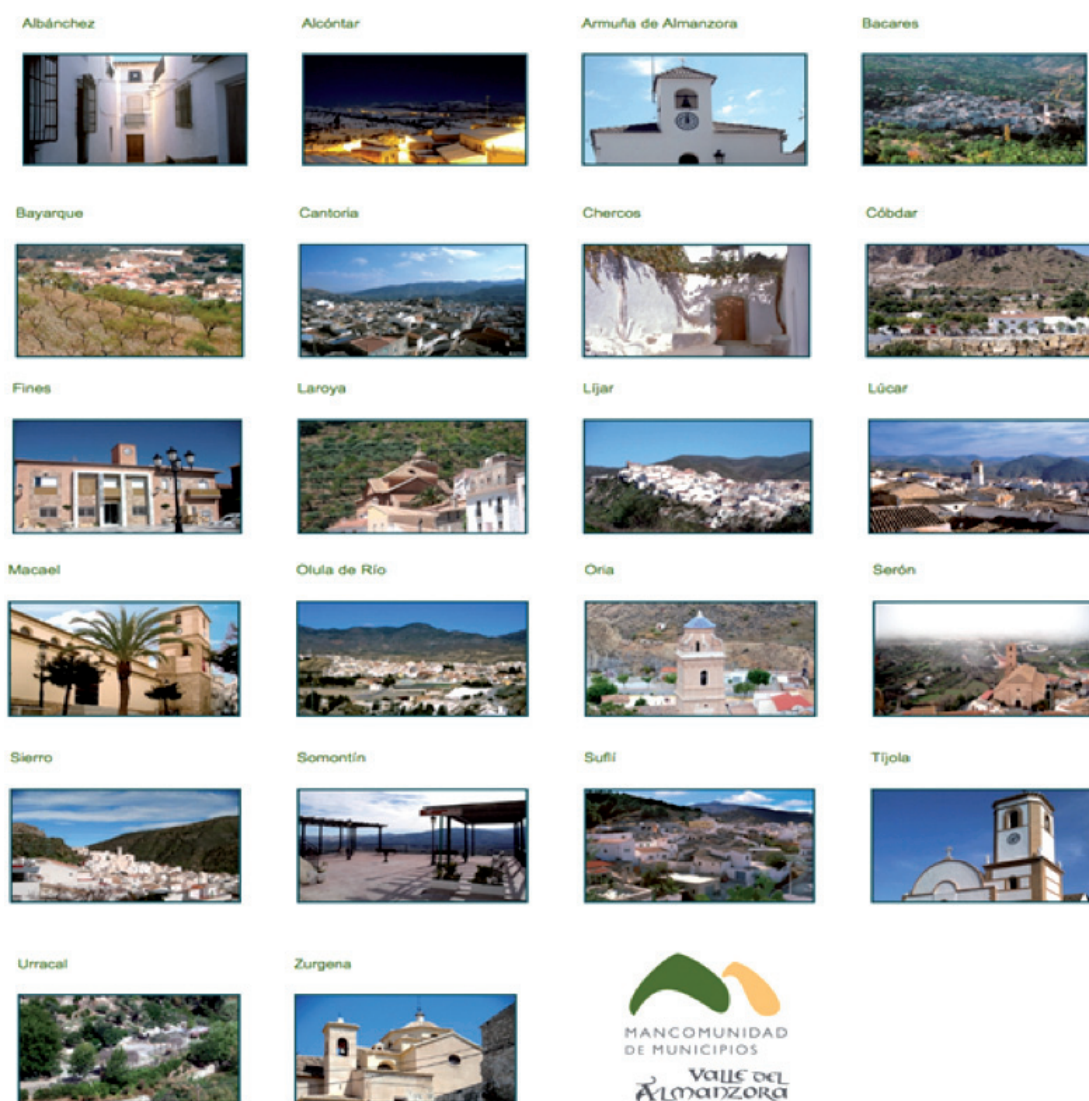 Albánchez
Alcóntar
Armuña de Almanzora
Bacares
Bayarque
Cantoria
Chercos
Cóbdar
Fines
Laroya
Líjar
Lúcar
Macael
Olula de Río
Oria
Serón
Sierro
Somontín
Suflí
Tíjola
Urracal
Zurgena
MANCOMUNIDAD
DE MUNICIPIOS
VALLE DEL
ALMANZORA